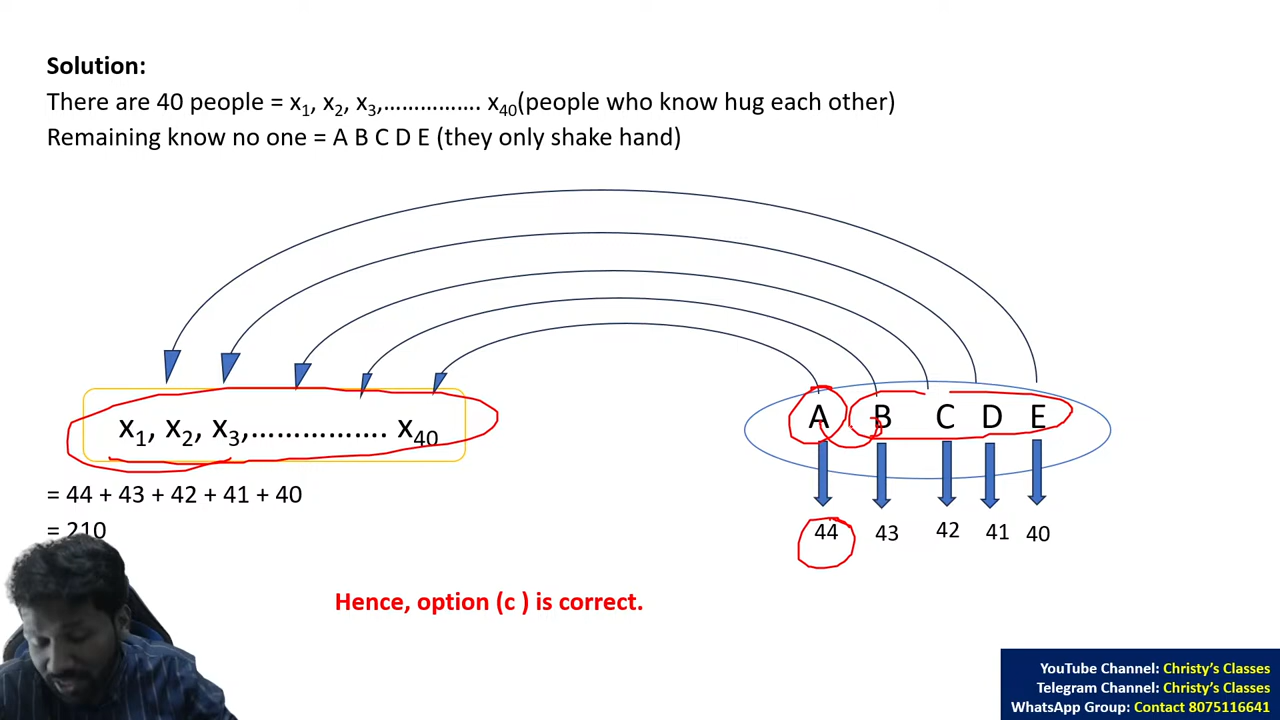 Solution:
There are 40 people = x₁, x₂, x₃,……………. x₄₀(people who know hug each other)
Remaining know no one = A B C D E (they only shake hand)
x₁, x₂, x₃,……………. x₄₀
A B C D E
= 44 + 43 + 42 + 41 + 40
= 210
44 43 42 41 40
Hence, option (c ) is correct.
YouTube Channel: Christy’s Classes
Telegram Channel: Christy’s Classes
WhatsApp Group: Contact 8075116641